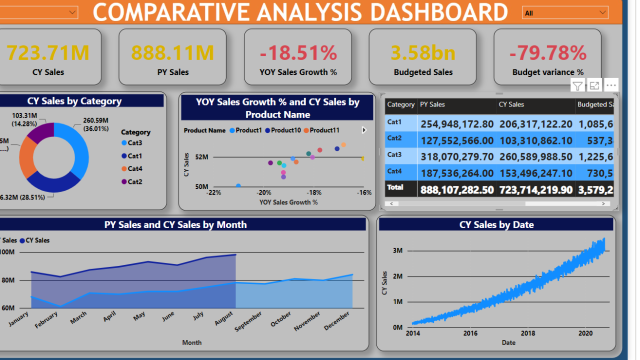 COMPARATIVE ANALYSIS DASHBOARD
All
723.71M
CY Sales
888.11M
PY Sales
-18.51%
YOY Sales Growth %
3.58bn
Budgeted Sales
-79.78%
Budget variance %
CY Sales by Category
103.31M
(14.28%)
260.59M
(36.01%)
6.32M (28.51%)
Category
Cat3
Cat1
Cat4
Cat2
YOY Sales Growth % and CY Sales by
Product Name
Product Name Product1 Product10 Product11
CY Sales
52M
50M
-22% -20% -18% -16%
YOY Sales Growth %
Category PY Sales CY Sales Budgeted Sa
Cat1 254,948,172.80 206,317,122.20 1,085,6
Cat2 127,552,566.00 103,310,862.10 537,3
Cat3 318,070,279.70 260,589,988.50 1,225,6
Cat4 187,536,264.00 153,496,247.10 730,5
Total 888,107,282.50 723,714,219.90 3,579,2
PY Sales and CY Sales by Month
Sales CY Sales
100M
80M
60M
January February March April May June July August September October November December
Month
CY Sales by Date
CY Sales
3M
2M
1M
0M
2014 2016 2018 2020
Date